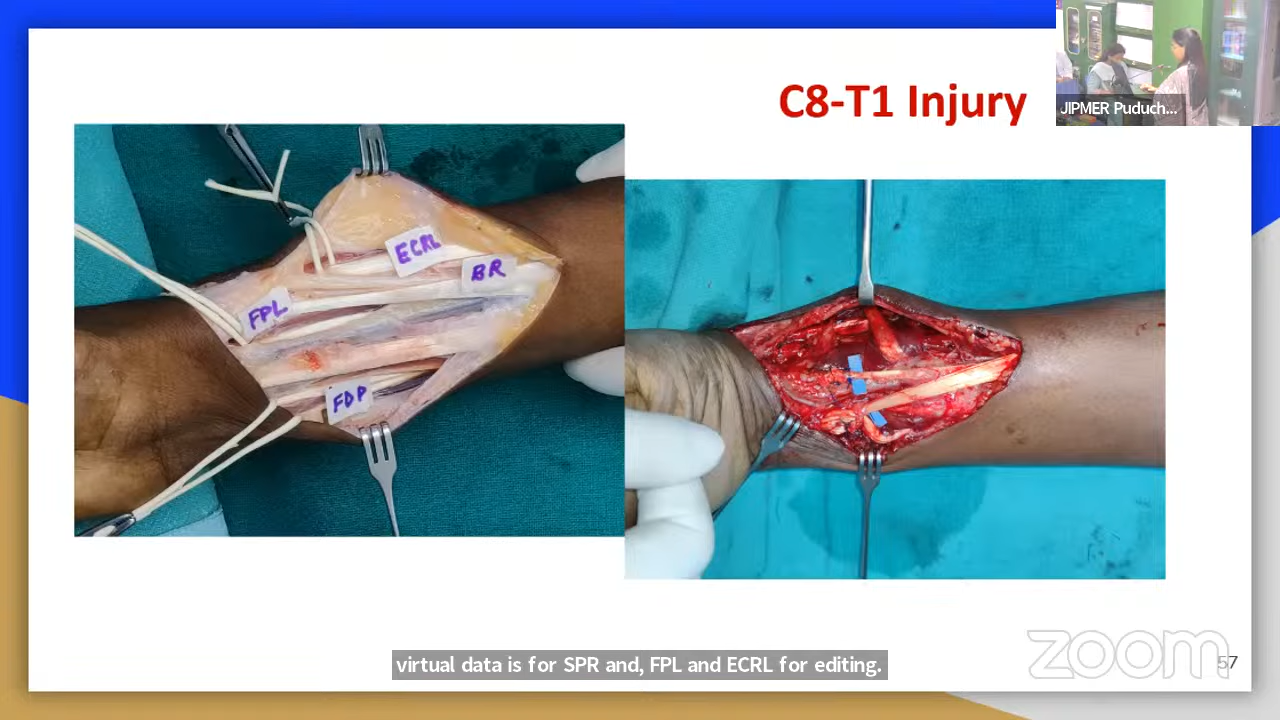 C8-T1 Injury
JIPMER Puduch...
ECRL
BR
FPL
FDP
virtual data is for SPR and, FPL and ECRL for editing.
zoom
57